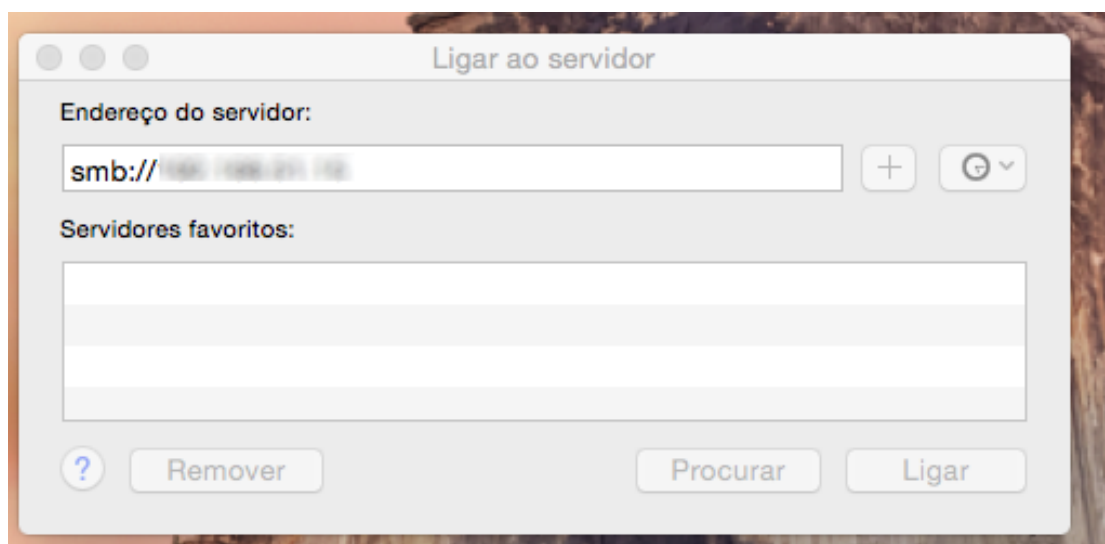 Ligar ao servidor
Endereço do servidor:
smb://
Servidores favoritos:
?
Remover
Procurar
Ligar